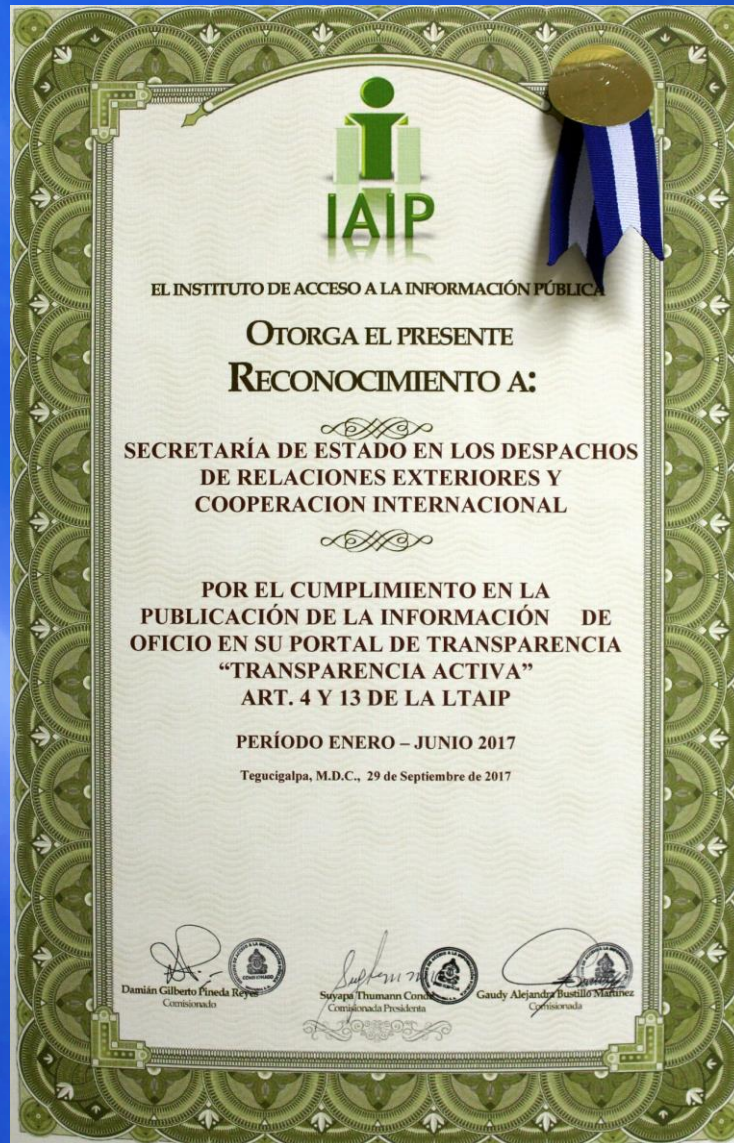 IAIP
EL INSTITUTO DE ACCESO A LA INFORMACIÓN PÚBLICA
OTORGA EL PRESENTE
RECONOCIMIENTO A:
SECRETARÍA DE ESTADO EN LOS DESPACHOS
DE RELACIONES EXTERIORES Y
COOPERACION INTERNACIONAL
POR EL CUMPLIMIENTO EN LA
PUBLICACIÓN DE LA INFORMACIÓN DE
OFICIO EN SU PORTAL DE TRANSPARENCIA
“TRANSPARENCIA ACTIVA”
ART. 4 Y 13 DE LA LTAIP
PERÍODO ENERO – JUNIO 2017
Tegucigalpa, M.D.C., 29 de Septiembre de 2017
Damián Gilberto Pineda Reyes
Comisionado
Suyapa Thumann Conde
Comisionada Presidenta
Gaudy Alejandra Bustillo Martínez
Comisionada